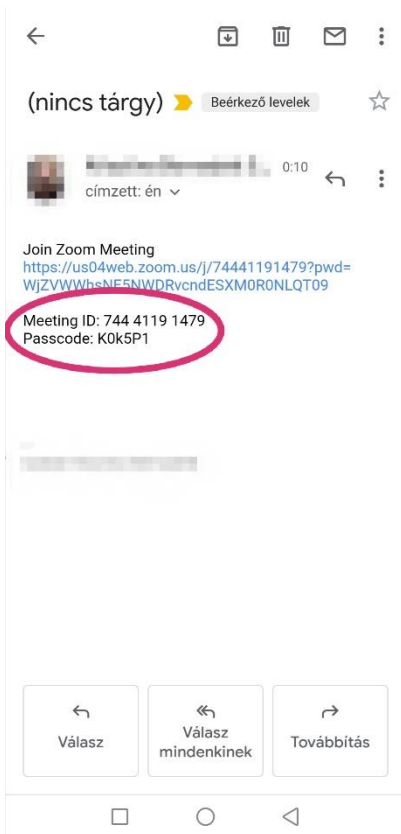 (nincs tárgy) Beérkező levelek
0:10
címzett: én
Join Zoom Meeting
https://us04web.zoom.us/j/74441191479?pwd=
WjZVWWhsNE5NWDRvcndESXM0R0NLQT09
Meeting ID: 744 4119 1479
Passcode: K0k5P1
Válasz
Válasz
mindenkinek
Továbbítás